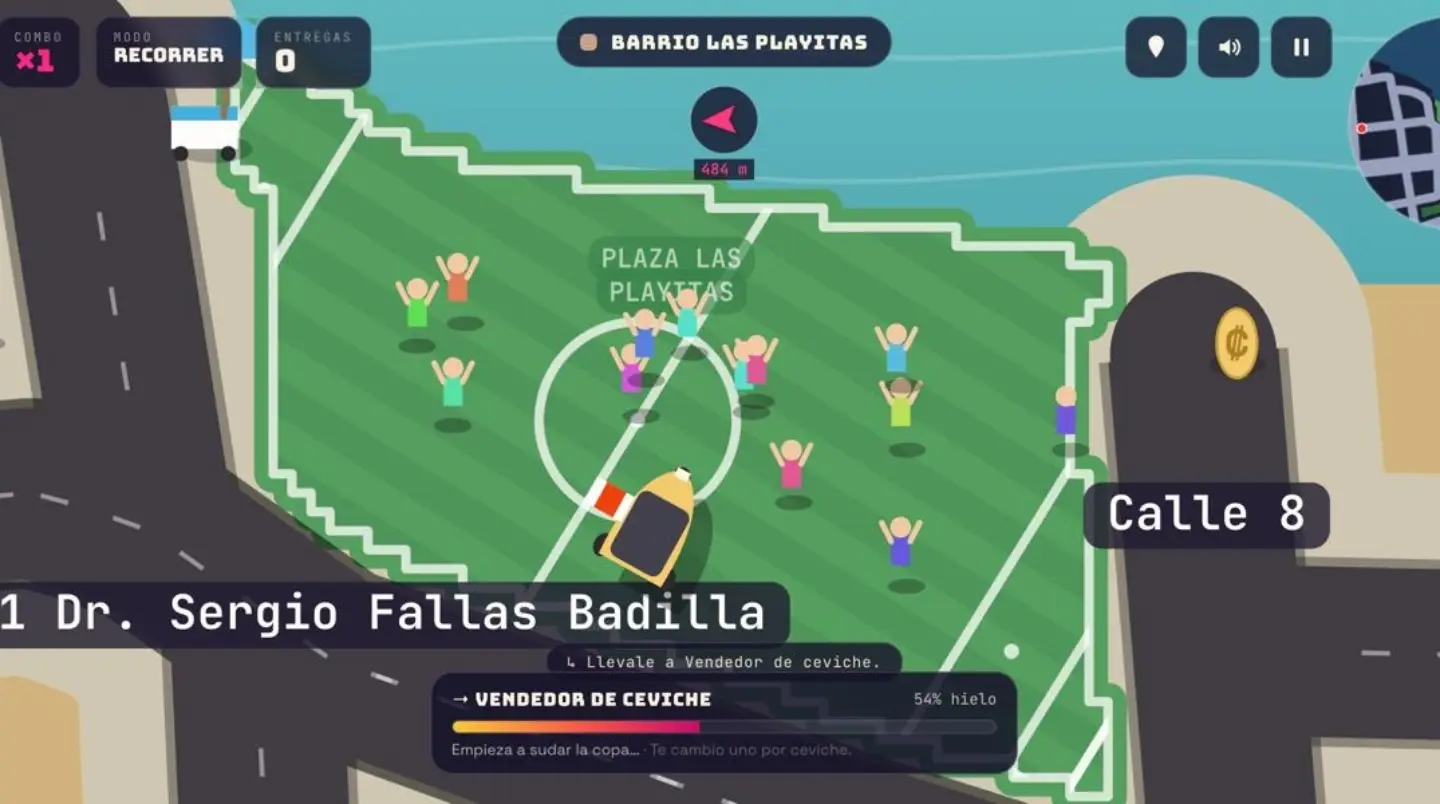 COMBO
×1
MODO
RECORRER
ENTREGAS
0
BARRIO LAS PLAYITAS
484 m
PLAZA LAS
PLAYITAS
₡
Calle 8
1 Dr. Sergio Fallas Badilla
↳ Llevale a Vendedor de ceviche.
→ VENDEDOR DE CEVICHE
54% hielo
Empieza a sudar la copa… · Te cambio uno por ceviche.